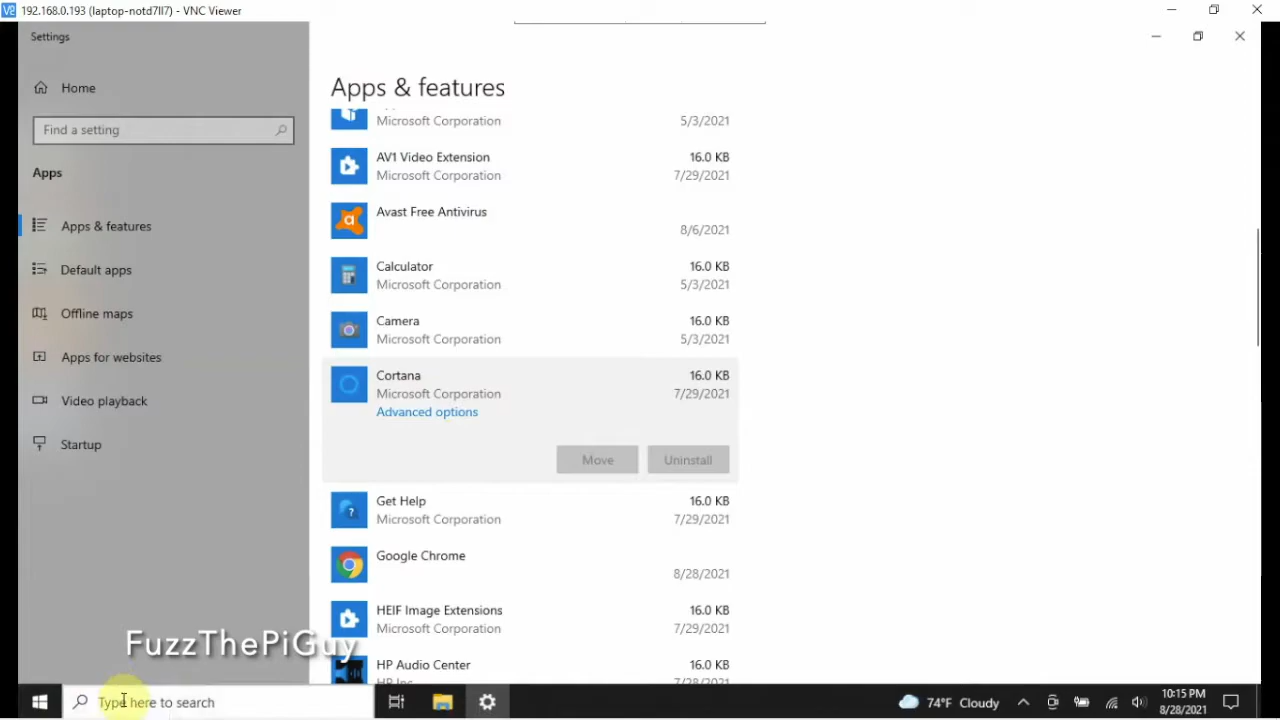 192.168.0.193 (laptop-notd7ll7) - VNC Viewer
Settings
Home
Find a setting
Apps
Apps & features
Default apps
Offline maps
Apps for websites
Video playback
Startup
Apps & features
Microsoft Corporation 5/3/2021
AV1 Video Extension 16.0 KB
Microsoft Corporation 7/29/2021
Avast Free Antivirus
8/6/2021
Calculator 16.0 KB
Microsoft Corporation 5/3/2021
Camera 16.0 KB
Microsoft Corporation 5/3/2021
Cortana 16.0 KB
Microsoft Corporation 7/29/2021
Advanced options
Move Uninstall
Get Help 16.0 KB
Microsoft Corporation 7/29/2021
Google Chrome
8/28/2021
HEIF Image Extensions 16.0 KB
Microsoft Corporation 7/29/2021
HP Audio Center 16.0 KB
HP Inc. 7/28/2021
FuzzThePiGuy
Type here to search
74°F Cloudy
10:15 PM
8/28/2021